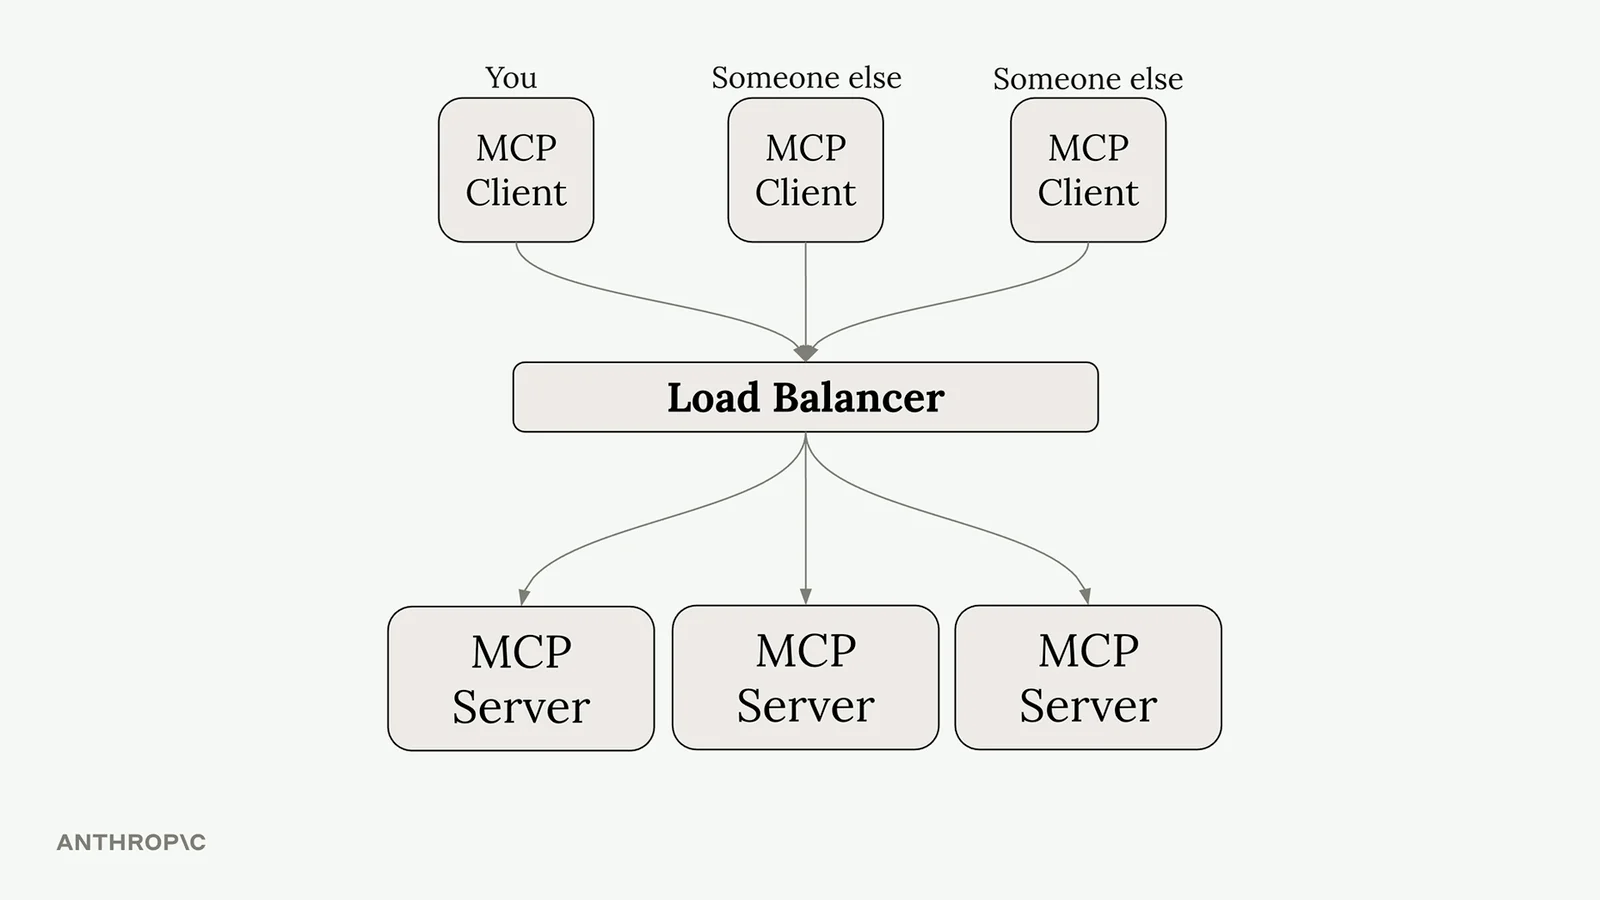 You
Someone else
Someone else
MCP
Client
MCP
Client
MCP
Client
Load Balancer
MCP
Server
MCP
Server
MCP
Server
ANTHROP\C